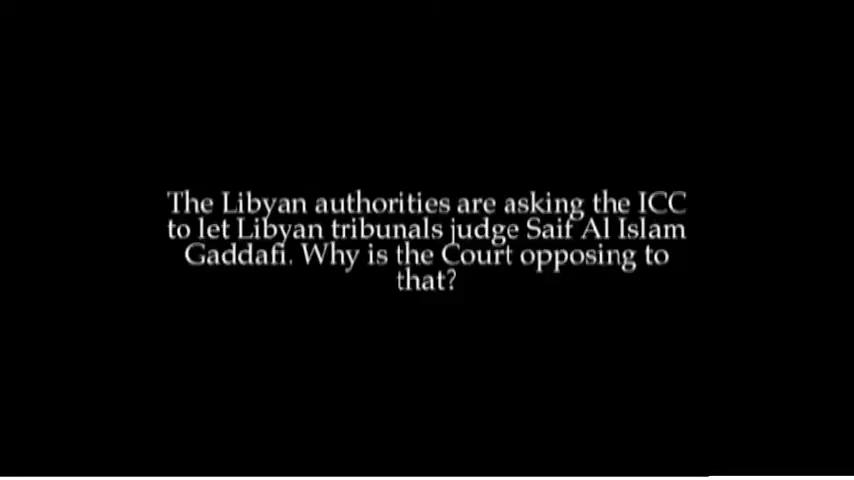 The Libyan authorities are asking the ICC
to let Libyan tribunals judge Saif Al Islam
Gaddafi. Why is the Court opposing to
that?